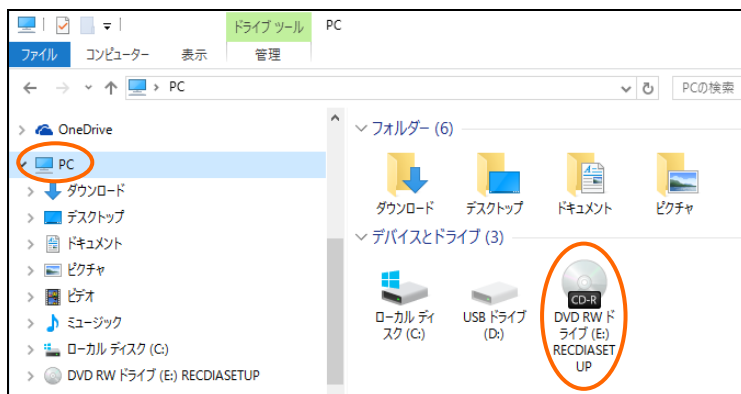 ドライブ ツール PC
ファイル コンピューター 表示 管理
PC PCの検索
OneDrive
PC
ダウンロード
デスクトップ
ドキュメント
ピクチャ
ビデオ
ミュージック
ローカル ディスク (C:)
DVD RW ドライブ (E:) RECDIASETUP
フォルダー (6)
ダウンロード デスクトップ ドキュメント ピクチャ
デバイスとドライブ (3)
CD-R
ローカル ディ
スク (C:)
USB ドライブ
(D:)
DVD RW ド
ライブ (E:)
RECDIASET
UP